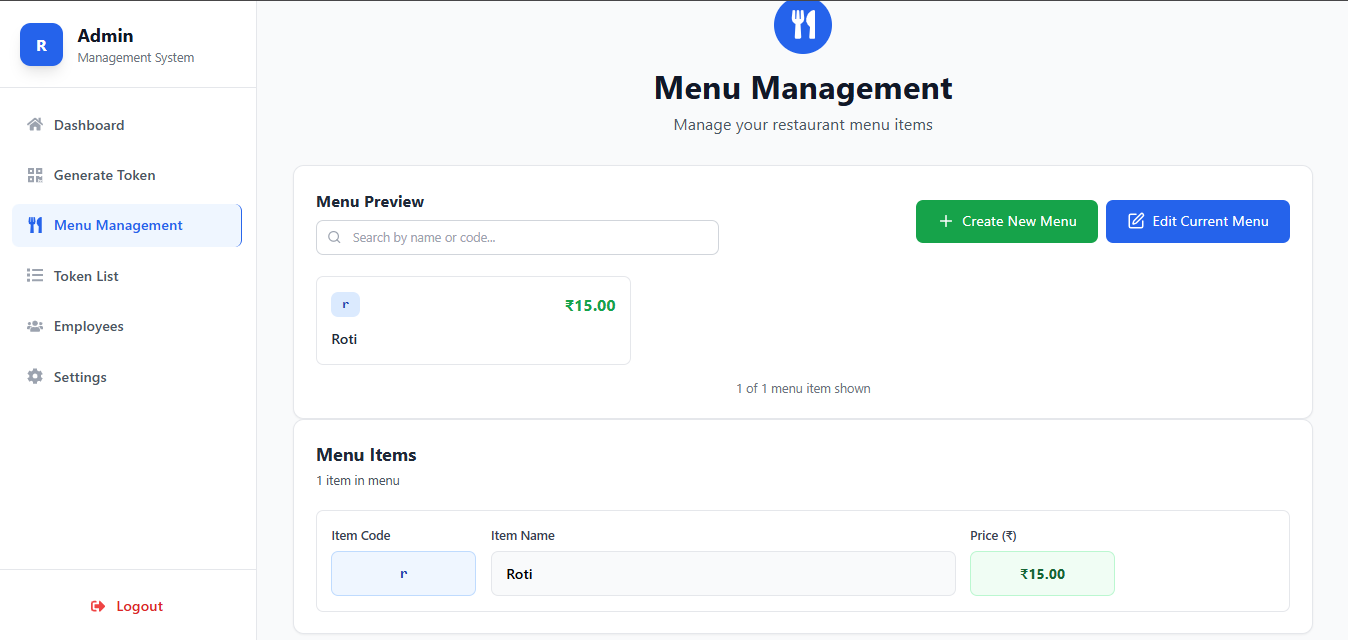 R
Admin
Management System
Dashboard
Generate Token
Menu Management
Token List
Employees
Settings
Logout
Menu Management
Manage your restaurant menu items
Menu Preview
Search by name or code...
Create New Menu
Edit Current Menu
r
₹15.00
Roti
1 of 1 menu item shown
Menu Items
1 item in menu
Item Code
Item Name
Price (₹)
r
Roti
₹15.00